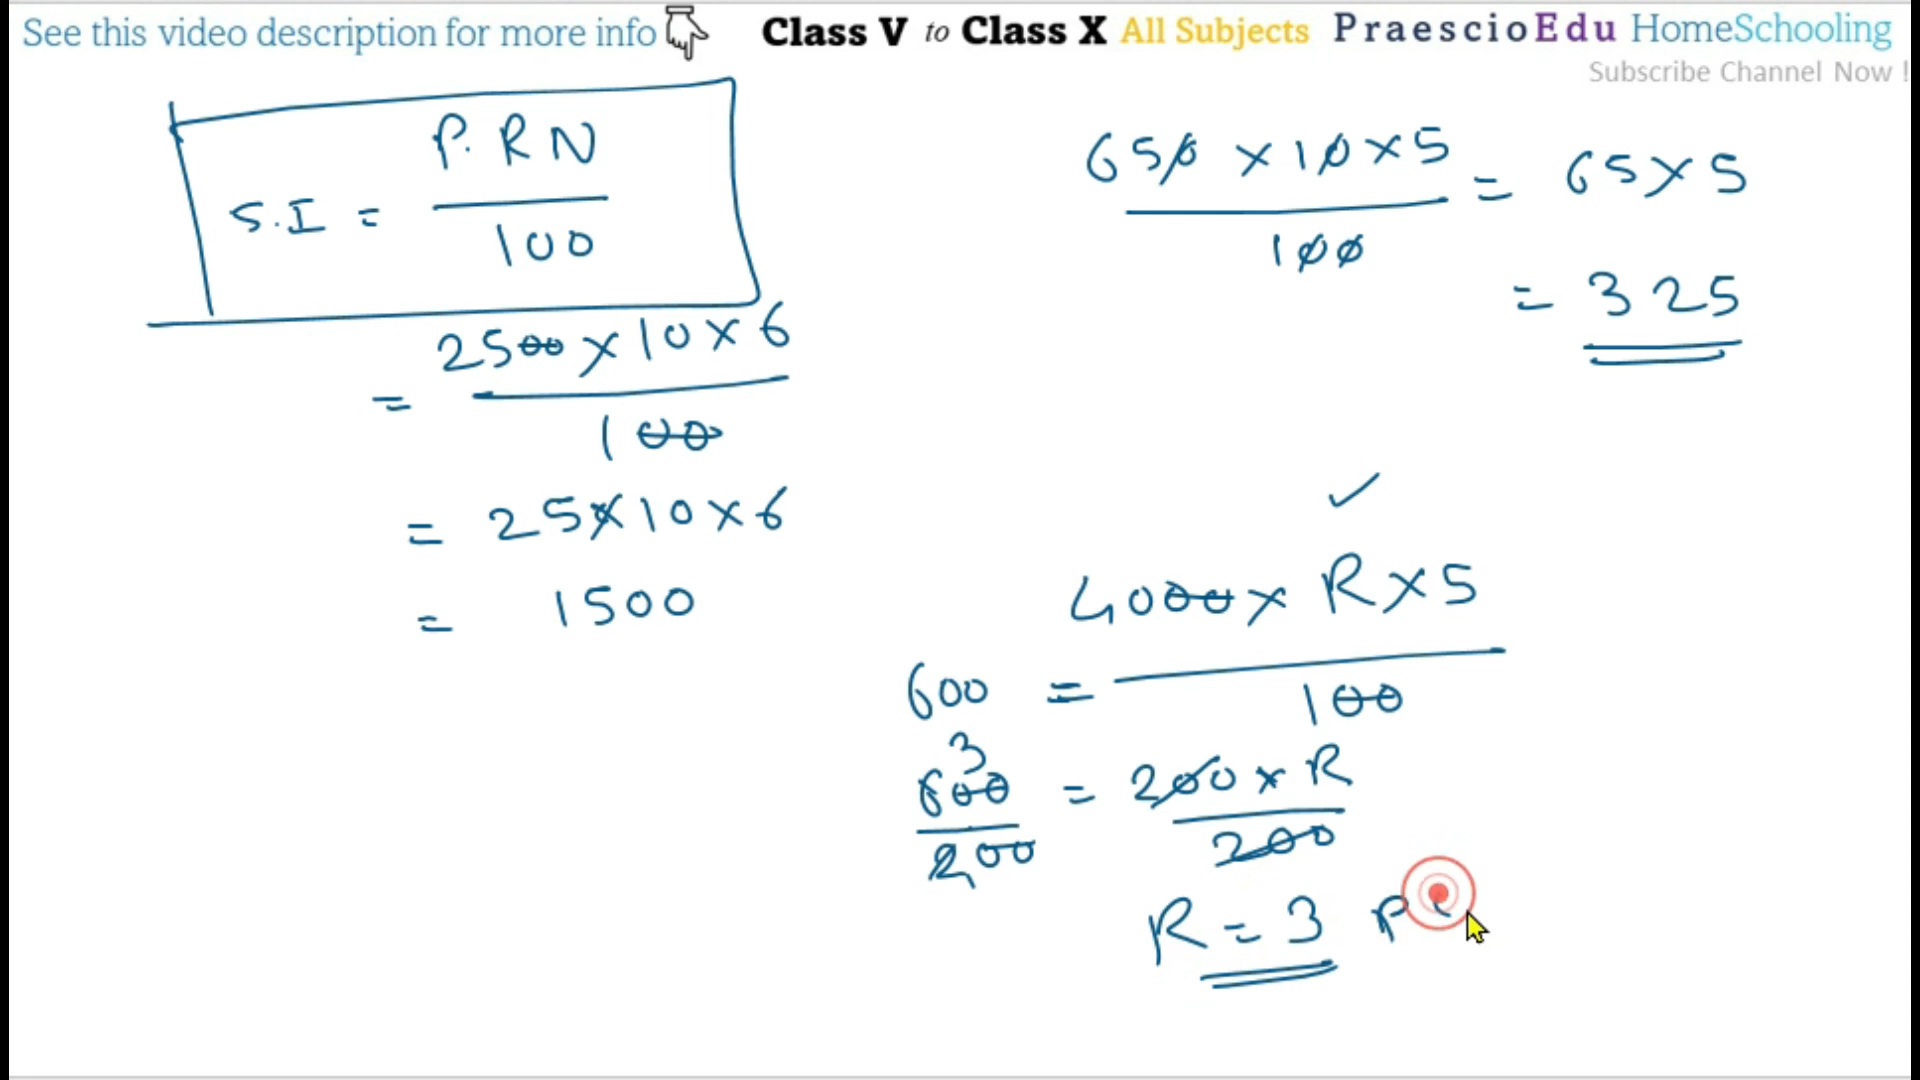 See this video description for more info Class V to Class X All Subjects PraescioEdu HomeSchooling
Subscribe Channel Now !
P. R N
S.I =
100
2500 × 10 × 6
=
100
= 25 × 10 × 6
= 1500
650 × 10 × 5 = 65 × 5
100
= 325
✓
4000 × R × 5
600 =
100
3
600 = 200 × R
200 200
R = 3